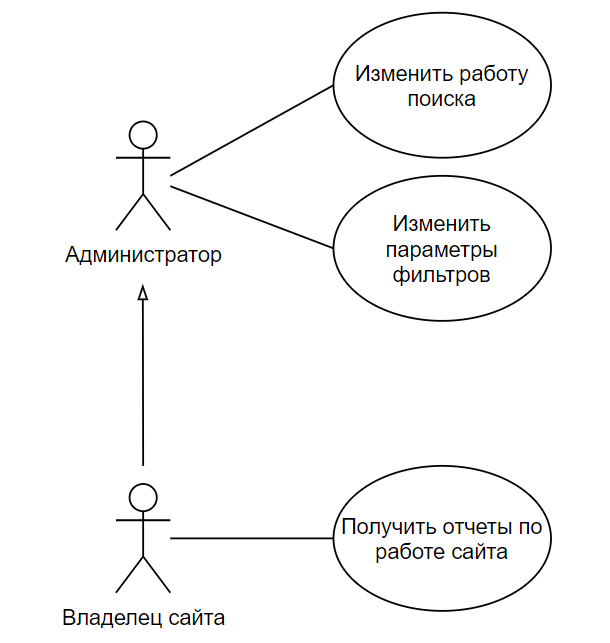 Изменить работу
поиска
Изменить
параметры
фильтров
Администратор
Получить отчеты по
работе сайта
Владелец сайта